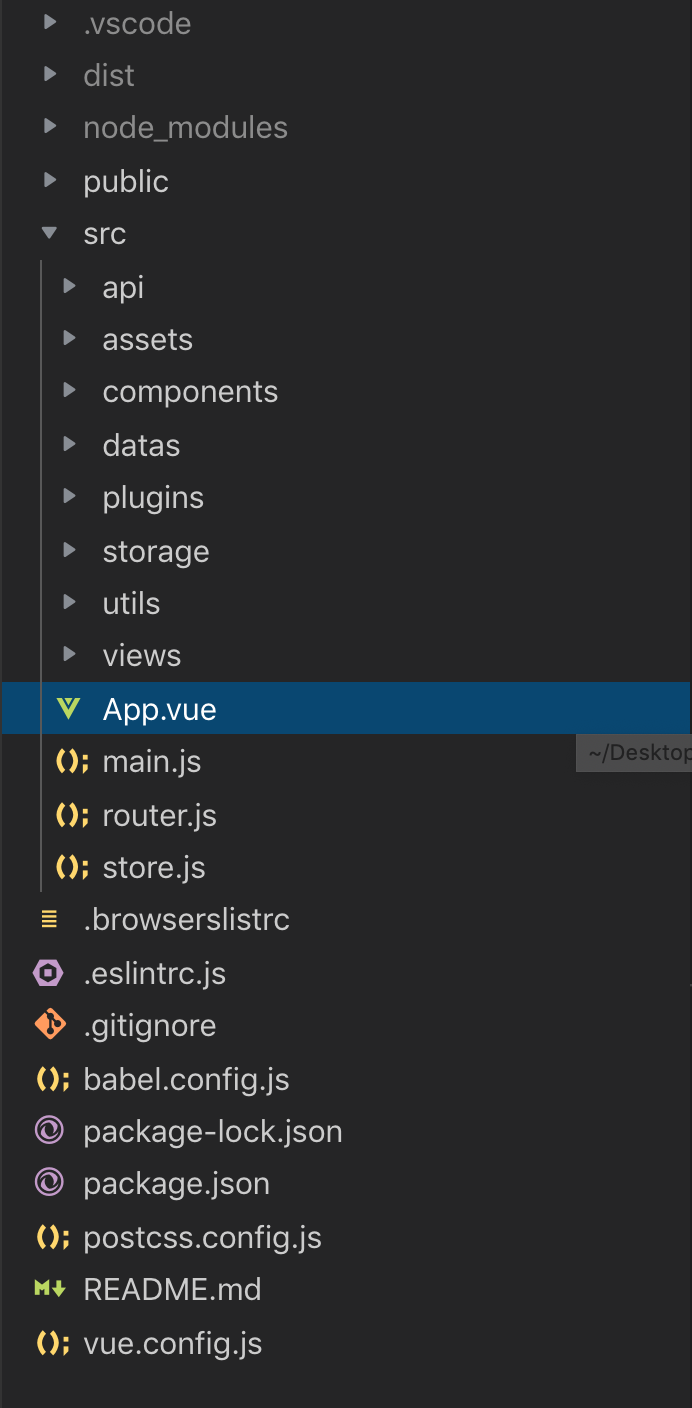 .vscode
dist
node_modules
public
src
api
assets
components
datas
plugins
storage
utils
views
App.vue
~/Desktop
main.js
router.js
store.js
.browserslistrc
.eslintrc.js
.gitignore
babel.config.js
package-lock.json
package.json
postcss.config.js
README.md
vue.config.js